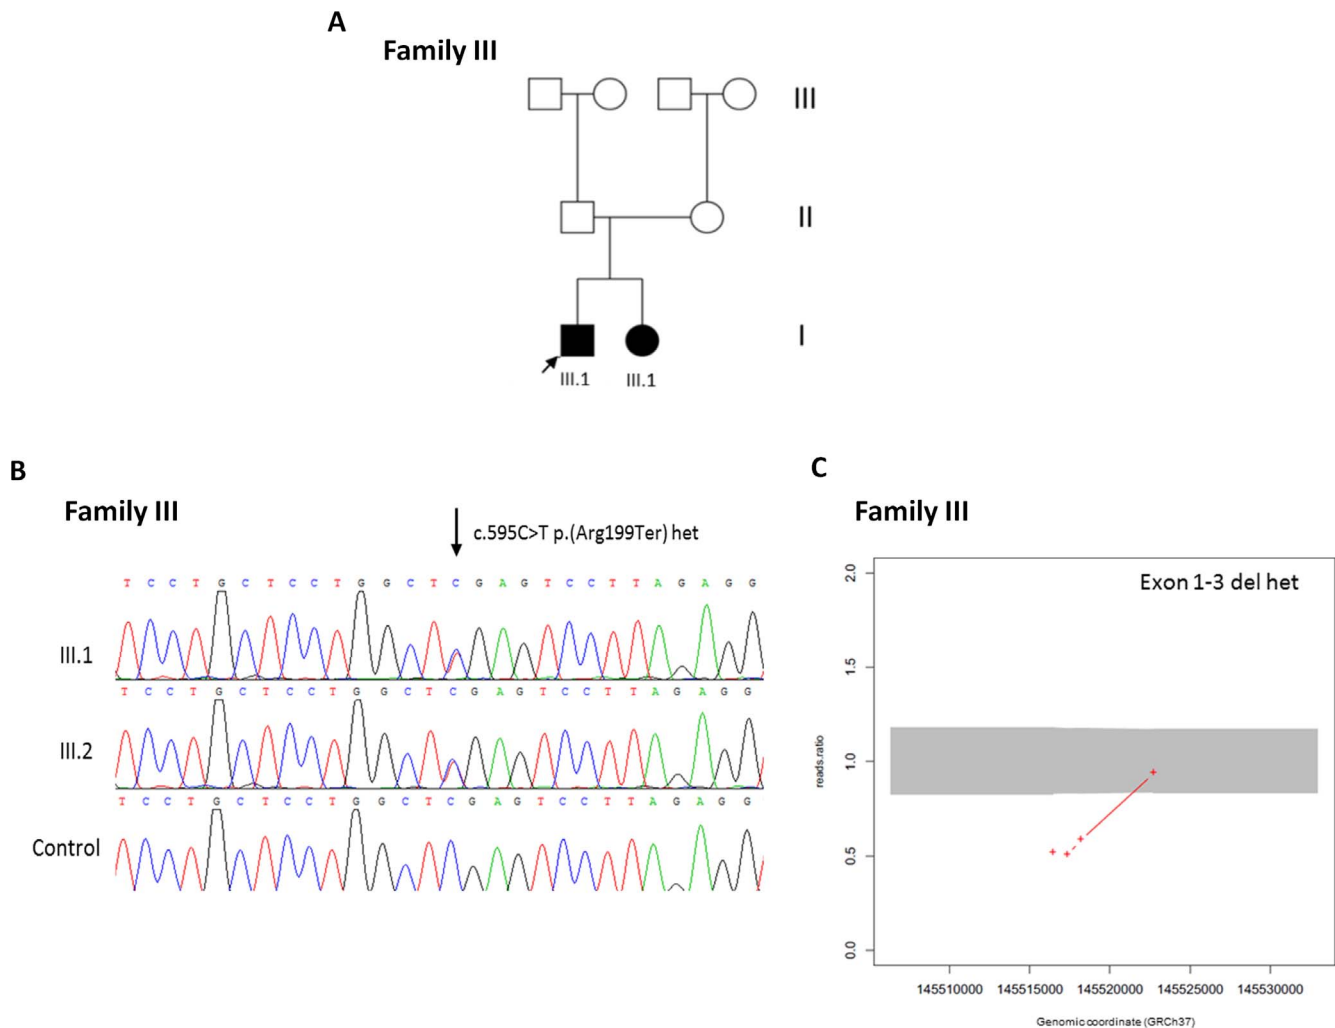 A
Family III
III
II
I
III.1 III.1
B
Family III
c.595C>T p.(Arg199Ter) het
T C C T G C T C C T G G C T C G A G T C C T T A G A G G
III.1
T C C T G C T C C T G G C T C G A G T C C T T A G A G G
III.2
T C C T G C T C C T G G C T C G A G T C C T T A G A G G
Control
C
Family III
Exon 1-3 del het
2.0
1.5
1.0
0.5
0.0
reads.ratio
145510000 145515000 145520000 145525000 145530000
Genomic coordinate (GRCh37)